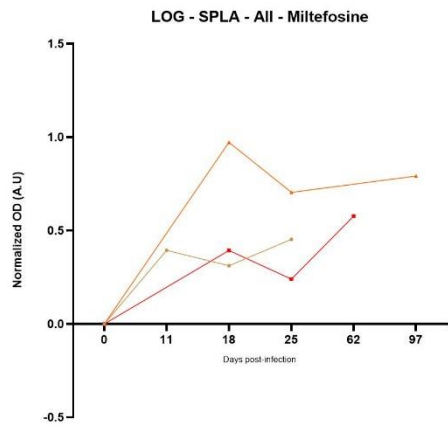 LOG - SPLA - All - Miltefosine
1.5
1.0
0.5
0.0
-0.5
Normalized OD (A.U)
0 11 18 25 62 97
Days post-infection